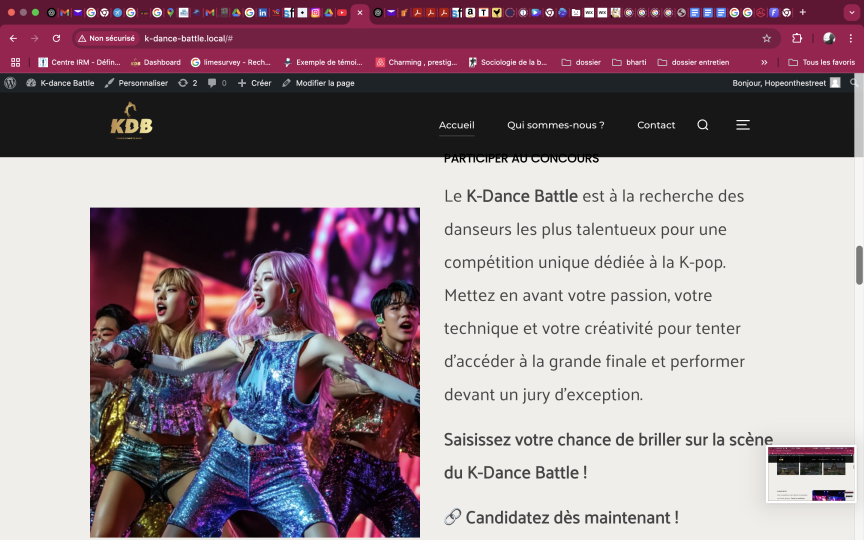 Non sécurisé
k-dance-battle.local/#
Centre IRM - Défin...
Dashboard
limesurvey - Rech...
Exemple de témoi...
Charming , prestig...
Sociologie de la b...
dossier
bharti
dossier entretien
Tous les favoris
K-dance Battle
Personnaliser
2
0
Créer
Modifier la page
Bonjour, Hopeonthestreet
KDB
Accueil
Qui sommes-nous ?
Contact
PARTICIPER AU CONCOURS
Le K-Dance Battle est à la recherche des
danseurs les plus talentueux pour une
compétition unique dédiée à la K-pop.
Mettez en avant votre passion, votre
technique et votre créativité pour tenter
d'accéder à la grande finale et performer
devant un jury d'exception.
Saisissez votre chance de briller sur la scène
du K-Dance Battle !
🔗 Candidatez dès maintenant !